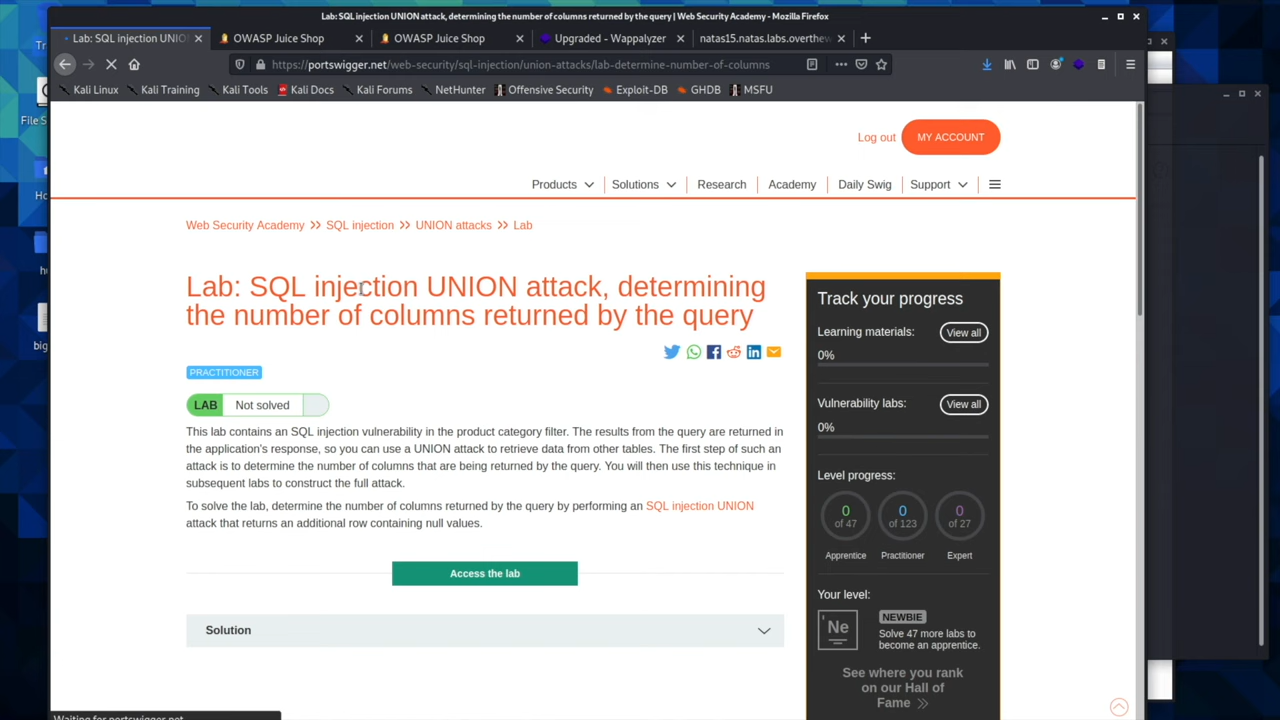 Lab: SQL injection UNION attack, determining the number of columns returned by the query | Web Security Academy - Mozilla Firefox
Lab: SQL injection UNIO
OWASP Juice Shop
OWASP Juice Shop
Upgraded - Wappalyzer
natas15.natas.labs.overthew
https://portswigger.net/web-security/sql-injection/union-attacks/lab-determine-number-of-columns
Kali Linux
Kali Training
Kali Tools
Kali Docs
Kali Forums
NetHunter
Offensive Security
Exploit-DB
GHDB
MSFU
Log out
MY ACCOUNT
Products
Solutions
Research
Academy
Daily Swig
Support
Web Security Academy
SQL injection
UNION attacks
Lab
Lab: SQL injection UNION attack, determining
the number of columns returned by the query
PRACTITIONER
LAB
Not solved
This lab contains an SQL injection vulnerability in the product category filter. The results from the query are returned in
the application's response, so you can use a UNION attack to retrieve data from other tables. The first step of such an
attack is to determine the number of columns that are being returned by the query. You will then use this technique in
subsequent labs to construct the full attack.
To solve the lab, determine the number of columns returned by the query by performing an SQL injection UNION
attack that returns an additional row containing null values.
Access the lab
Solution
Track your progress
Learning materials:
View all
0%
Vulnerability labs:
View all
0%
Level progress:
0
of 47
0
of 123
0
of 27
Apprentice
Practitioner
Expert
Your level:
Ne
NEWBIE
Solve 47 more labs to
become an apprentice.
See where you rank
on our Hall of
Fame
Waiting for portswigger.net
Tr
File S
Ho
hu
big